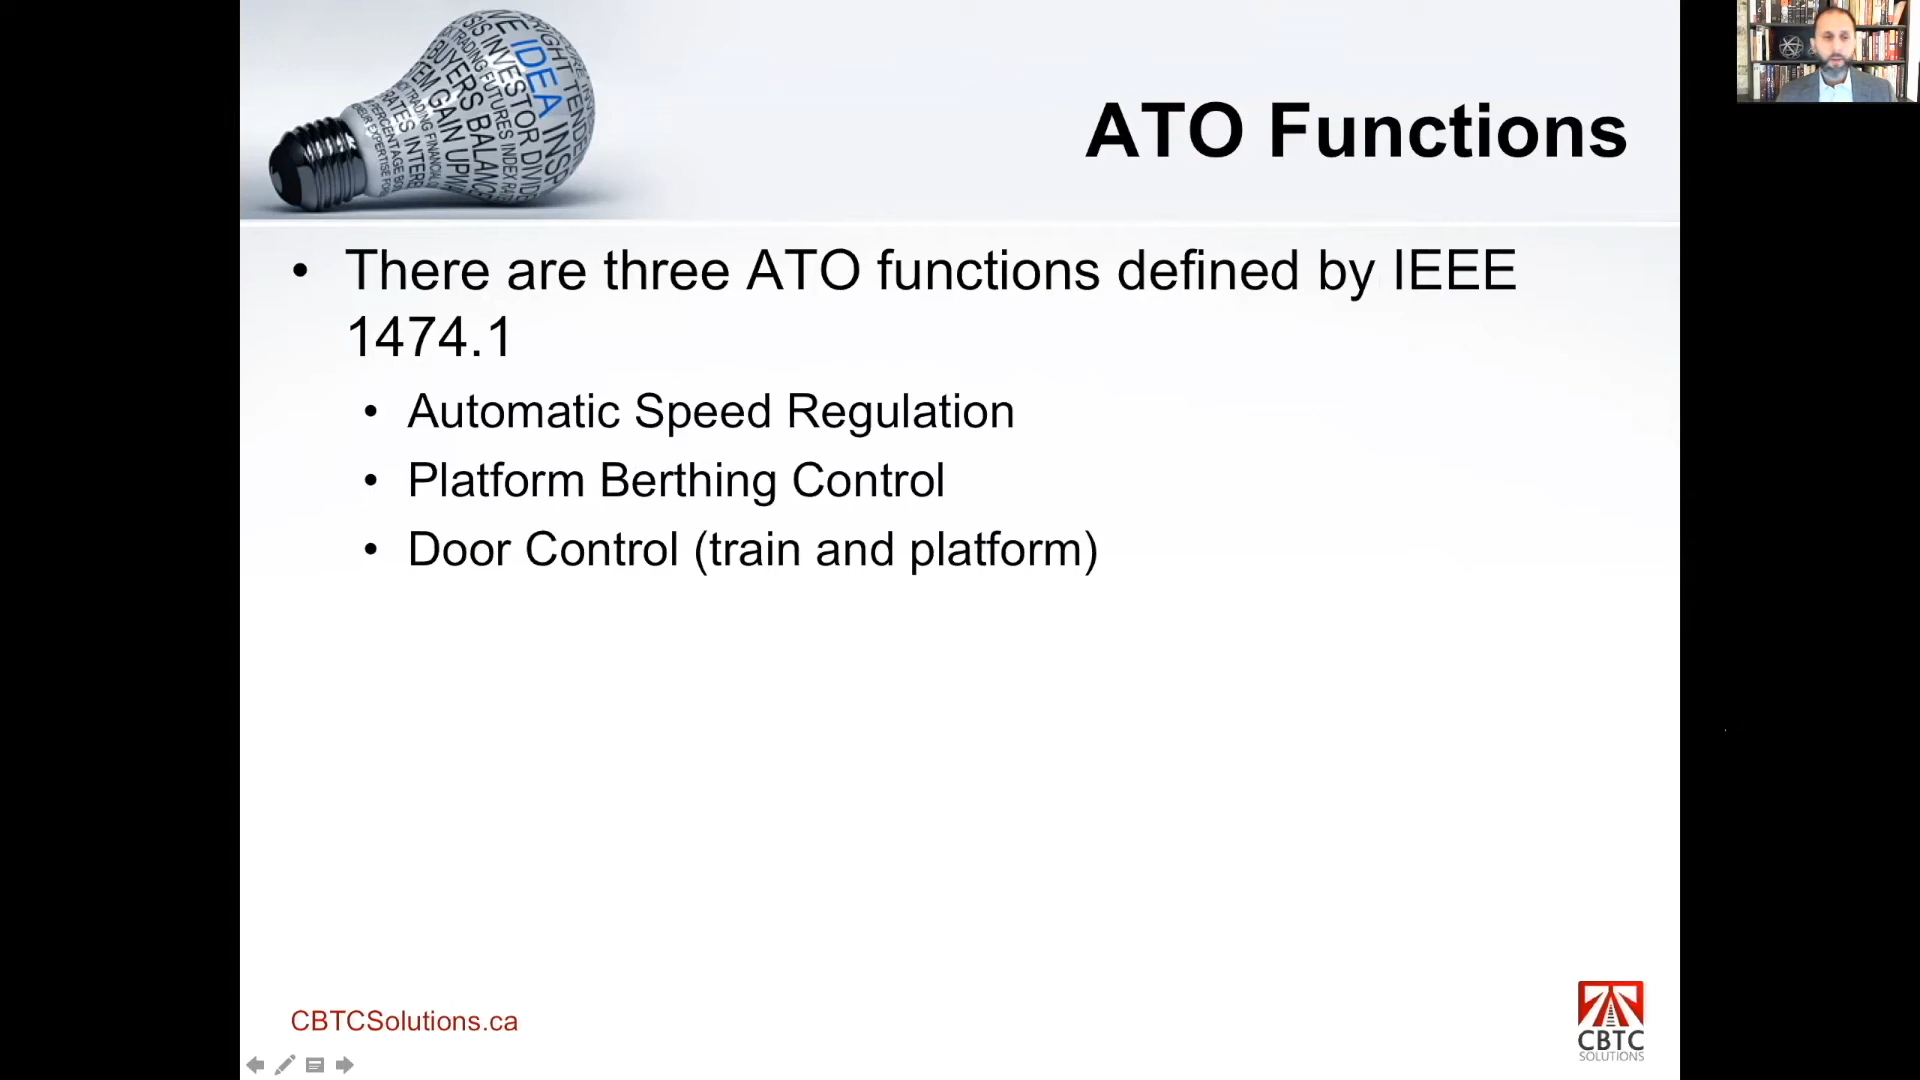 ATO Functions
IDEA
INVESTOR
BUYERS BALANC
GAIN
• There are three ATO functions defined by IEEE
1474.1
• Automatic Speed Regulation
• Platform Berthing Control
• Door Control (train and platform)
CBTCSolutions.ca
CBTC
SOLUTIONS